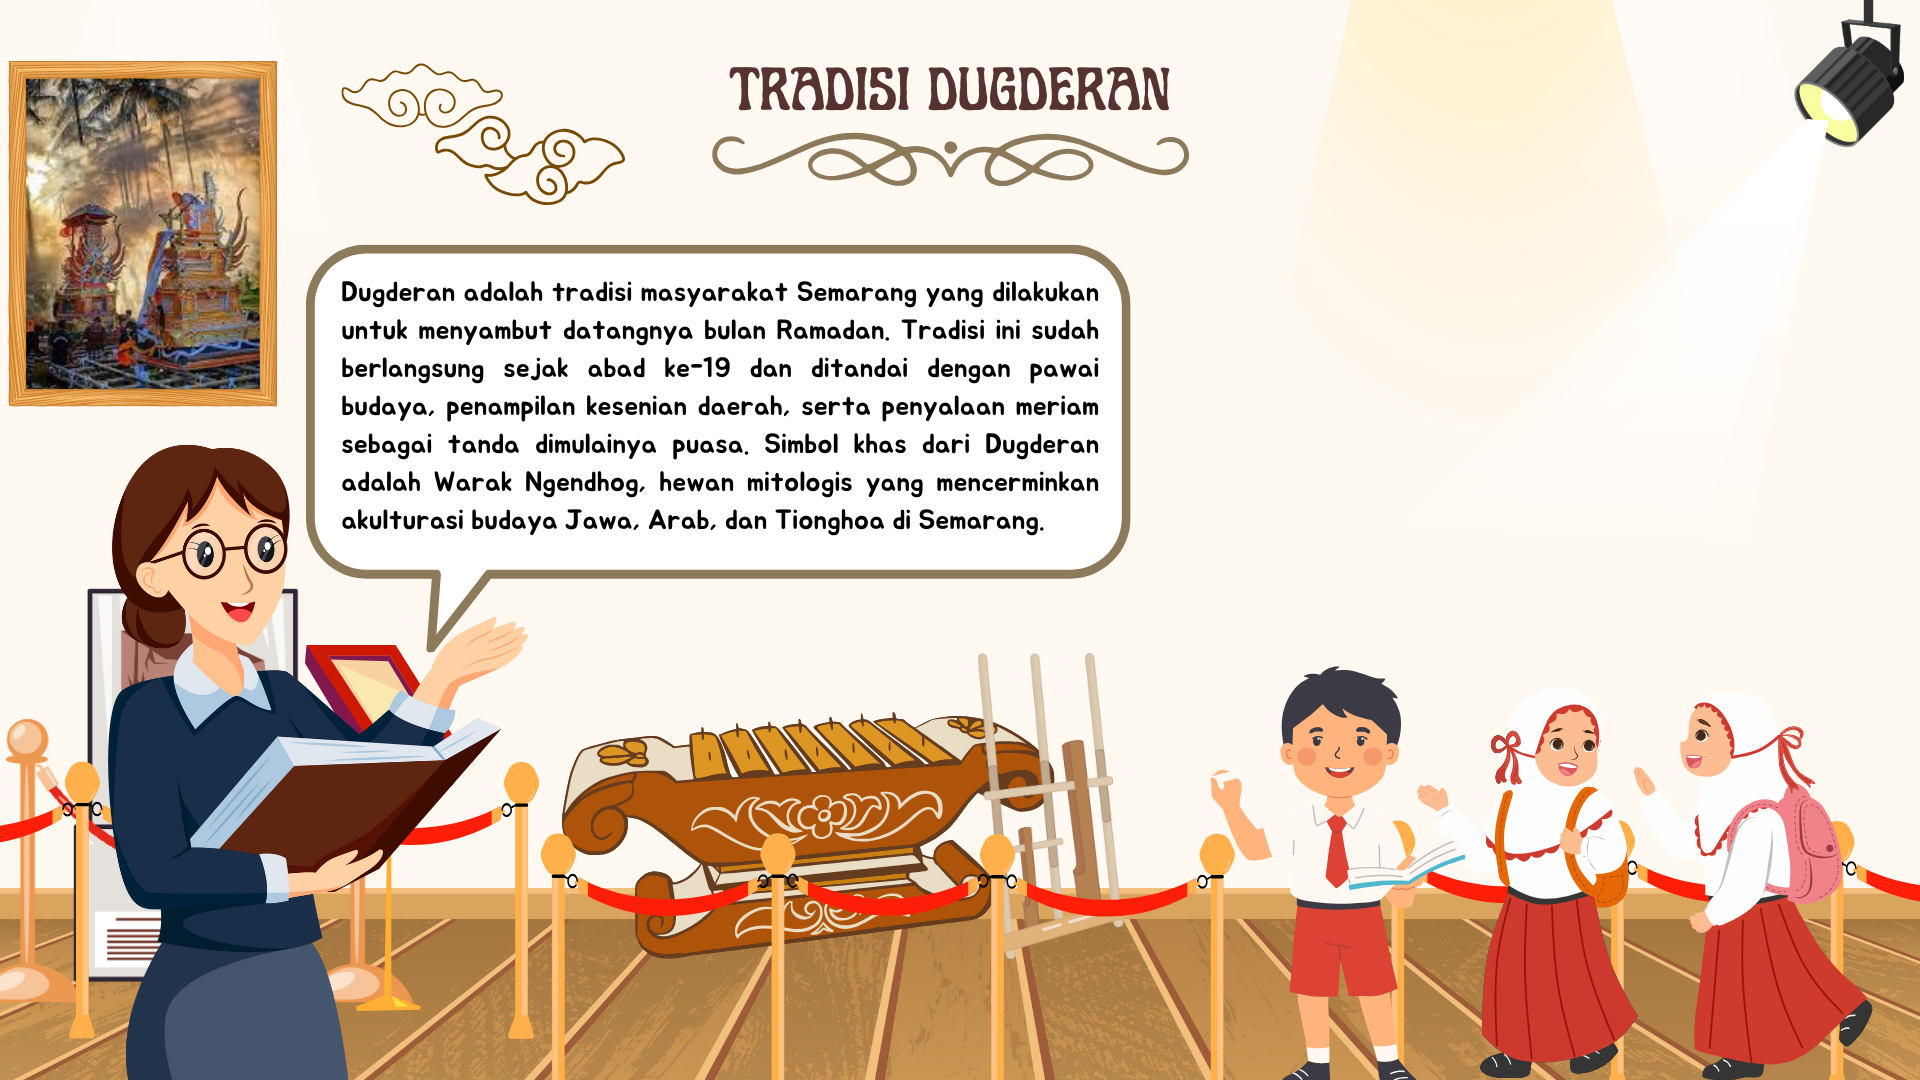 TRADISI DUGDERAN
Dugderan adalah tradisi masyarakat Semarang yang dilakukan
untuk menyambut datangnya bulan Ramadan. Tradisi ini sudah
berlangsung sejak abad ke-19 dan ditandai dengan pawai
budaya, penampilan kesenian daerah, serta penyalaan meriam
sebagai tanda dimulainya puasa. Simbol khas dari Dugderan
adalah Warak Ngendhog, hewan mitologis yang mencerminkan
akulturasi budaya Jawa, Arab, dan Tionghoa di Semarang.